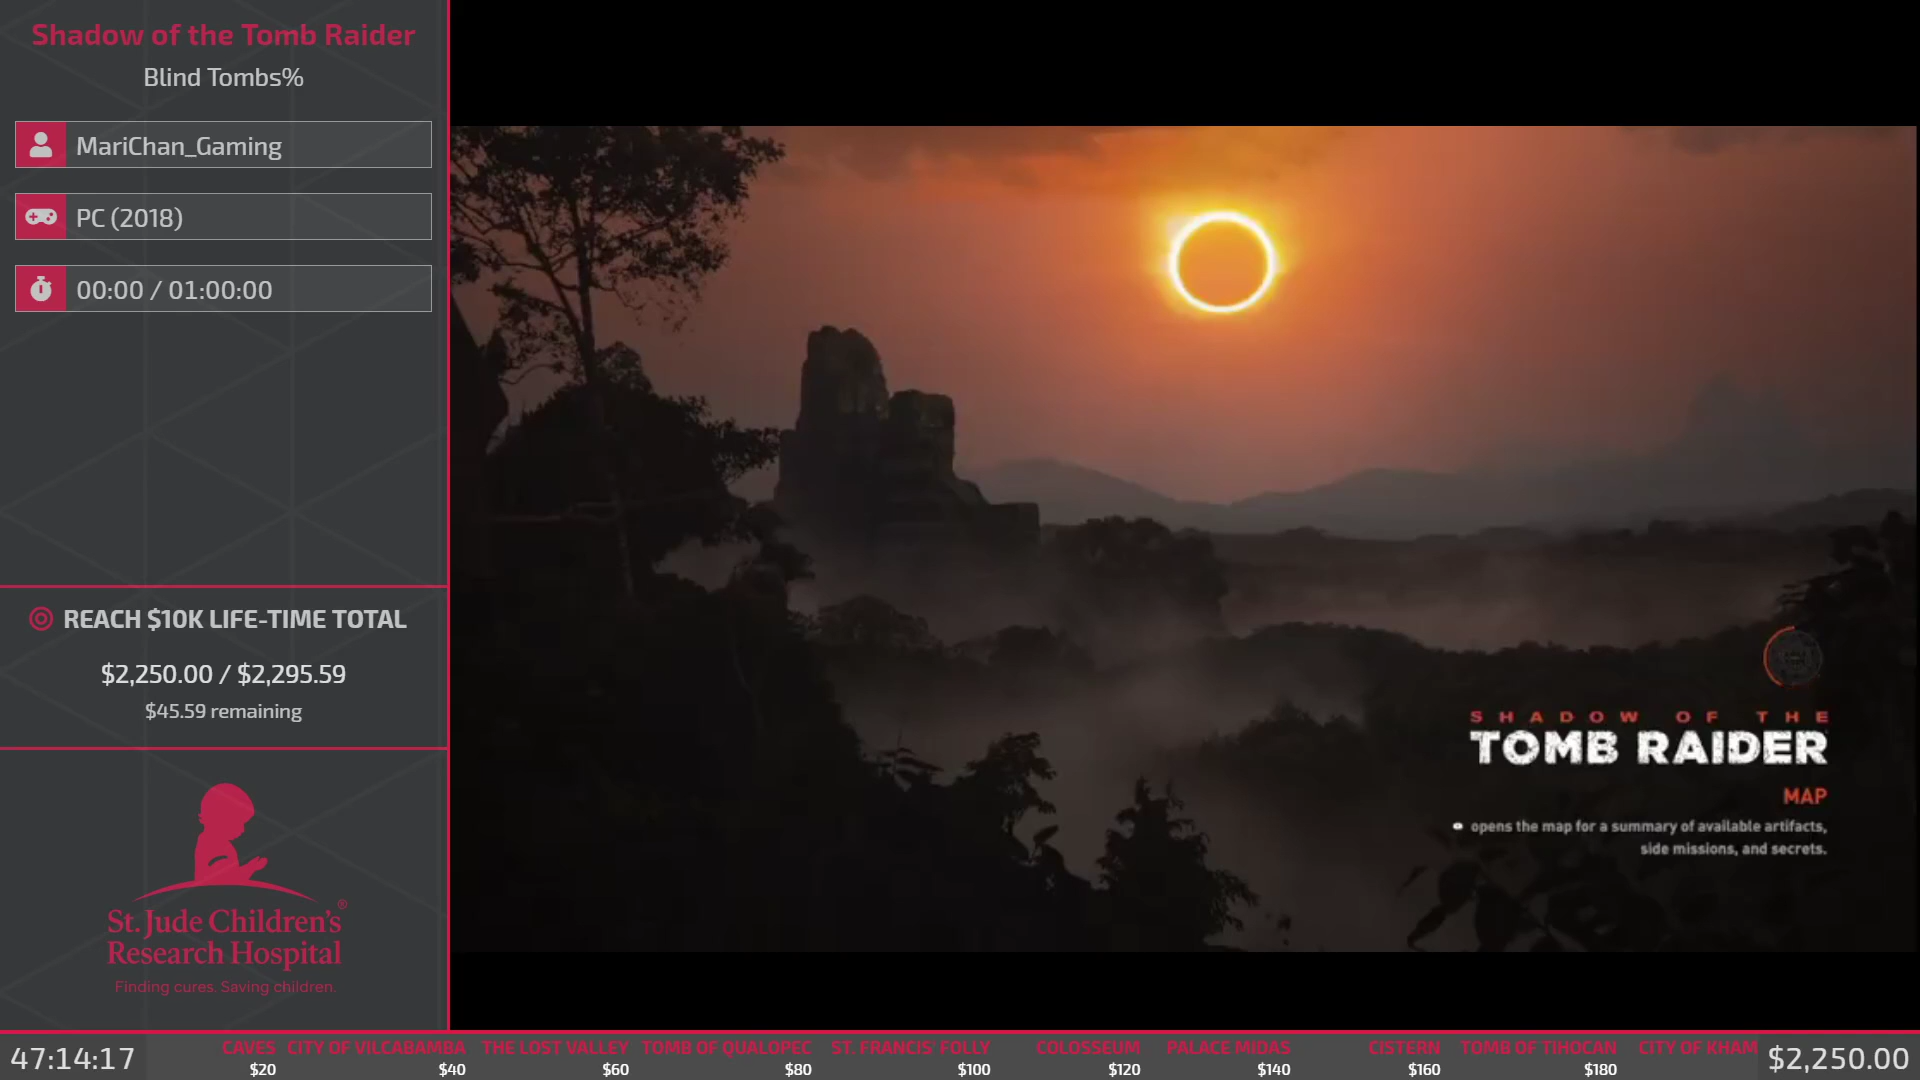 Shadow of the Tomb Raider
Blind Tombs%
MariChan_Gaming
PC (2018)
00:00 / 01:00:00
REACH $10K LIFE-TIME TOTAL
$2,250.00 / $2,295.59
$45.59 remaining
St. Jude Children's®
Research Hospital
Finding cures. Saving children.
SHADOW OF THE
TOMB RAIDER
MAP
opens the map for a summary of available artifacts,
side missions, and secrets.
47:14:17
CAVES CITY OF VILCABAMBA THE LOST VALLEY TOMB OF QUALOPEC ST. FRANCIS' FOLLY COLOSSEUM PALACE MIDAS CISTERN TOMB OF TIHOCAN CITY OF KHAM
$20 $40 $60 $80 $100 $120 $140 $160 $180
$2,250.00